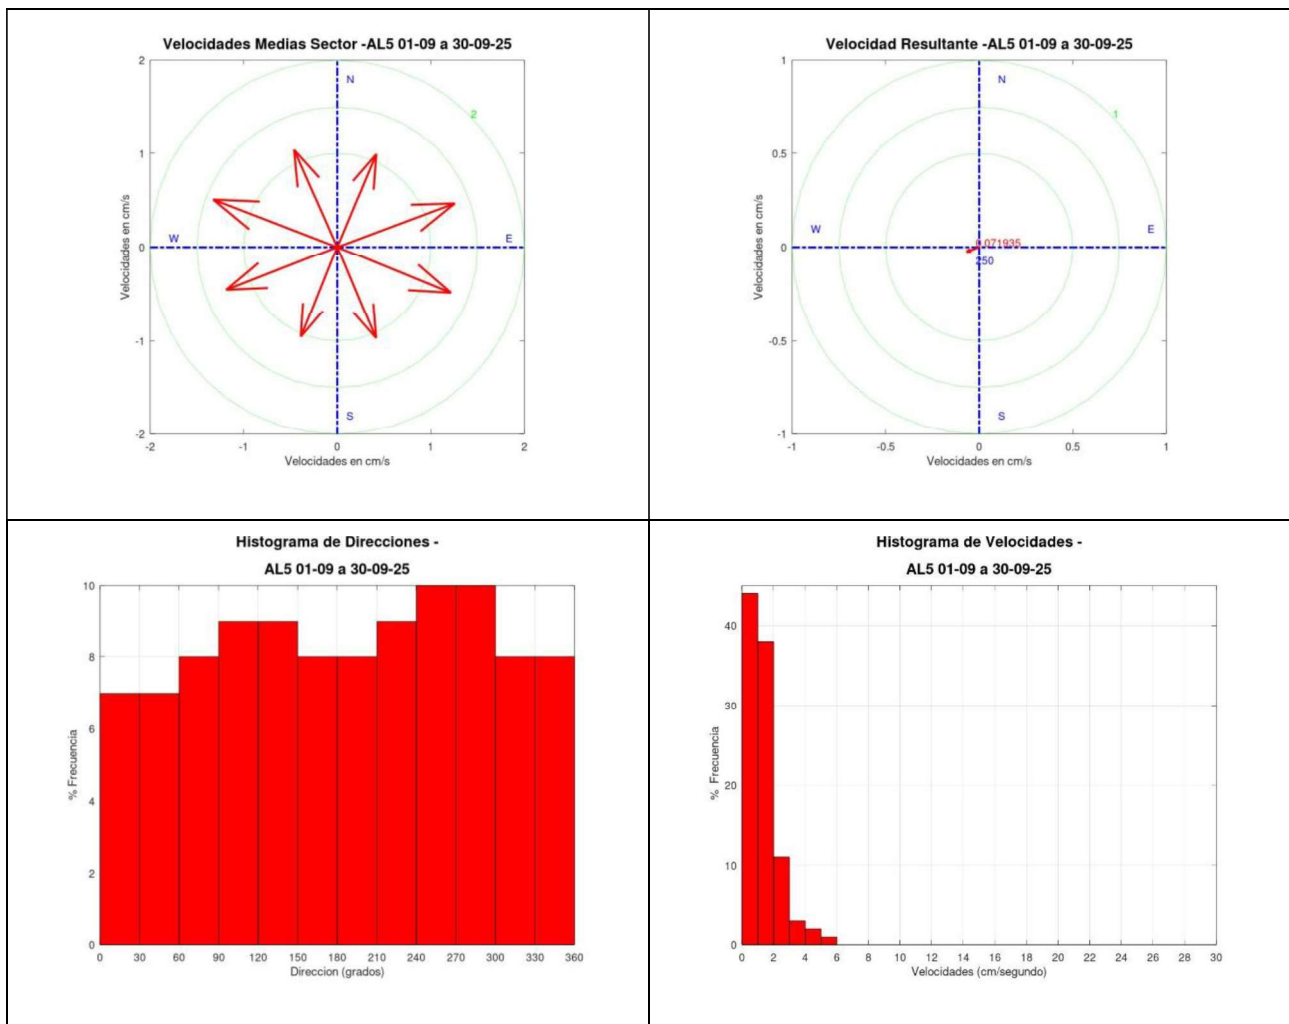 Velocidades Medias Sector -AL5 01-09 a 30-09-25
2
N
2
1
W
E
0
-1
S
-2
-2
-1
0
1
2
Velocidades en cm/s
Velocidades en cm/s
Velocidad Resultante -AL5 01-09 a 30-09-25
1
N
1
0.5
W
E
0.071935
0
250
-0.5
S
-1
-1
-0.5
0
0.5
1
Velocidades en cm/s
Velocidades en cm/s
Histograma de Direcciones -
AL5 01-09 a 30-09-25
10
8
6
4
2
0
% Frecuencia
0 30 60 90 120 150 180 210 240 270 300 330 360
Direccion (grados)
Histograma de Velocidades -
AL5 01-09 a 30-09-25
40
30
20
10
0
% Frecuencia
0 2 4 6 8 10 12 14 16 18 20 22 24 26 28 30
Velocidades (cm/segundo)